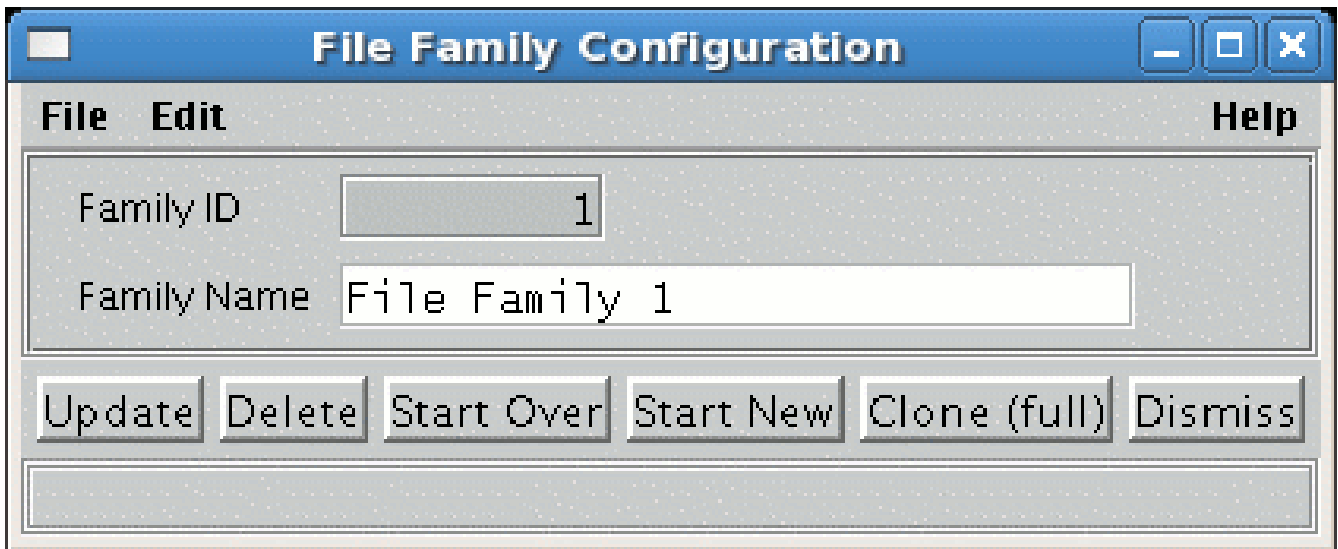 File Family Configuration
File Edit Help
Family ID 1
Family Name File Family 1
Update Delete Start Over Start New Clone (full) Dismiss